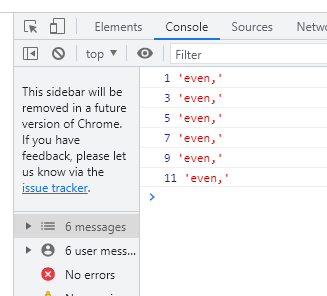 Elements Console Sources Netw
top Filter
This sidebar will be
removed in a future
version of Chrome.
If you have
feedback, please let
us know via the
issue tracker.
6 messages
6 user mess...
No errors
1 'even,'
3 'even,'
5 'even,'
7 'even,'
9 'even,'
11 'even,'